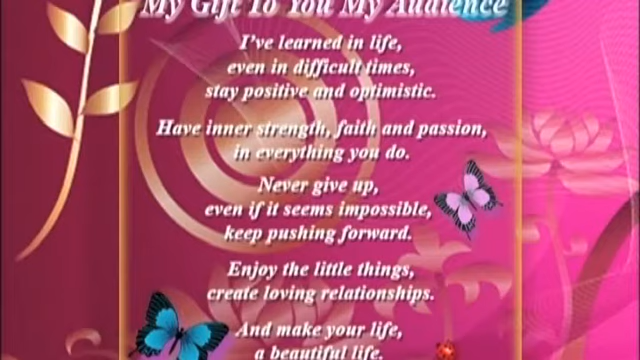 My Gift To You My Audience
I've learned in life,
even in difficult times,
stay positive and optimistic.
Have inner strength, faith and passion,
in everything you do.
Never give up,
even if it seems impossible,
keep pushing forward.
Enjoy the little things,
create loving relationships.
And make your life,
a beautiful life.